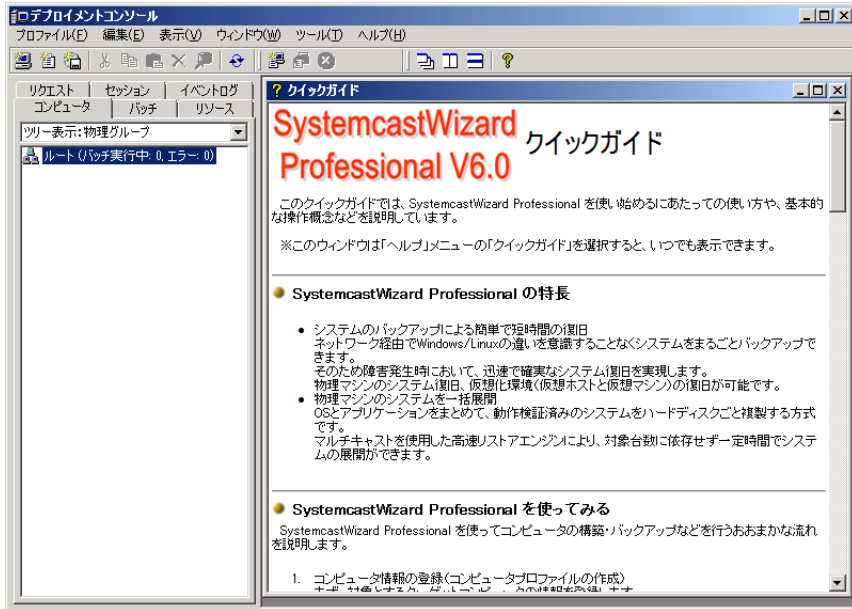 デプロイメントコンソール
プロファイル(F) 編集(E) 表示(V) ウィンドウ(W) ツール(T) ヘルプ(H)
リクエスト セッション イベントログ
コンピュータ バッチ リソース
ツリー表示:物理グループ
ルート (バッチ実行中: 0, エラー: 0)
クイックガイド
SystemcastWizard
Professional V6.0
クイックガイド
このクイックガイドでは、SystemcastWizard Professional を使い始めるにあたっての使い方や、基本的
な操作概念などを説明しています。
※このウィンドウは「ヘルプ」メニューの「クイックガイド」を選択すると、いつでも表示できます。
SystemcastWizard Professional の特長
• システムのバックアップによる簡単で短時間の復旧
ネットワーク経由でWindows/Linuxの違いを意識することなくシステムをまるごとバックアップで
きます。
そのため障害発生時において、迅速で確実なシステム復旧を実現します。
物理マシンのシステム復旧、仮想化環境(仮想ホストと仮想マシン)の復旧が可能です。
• 物理マシンのシステムを一括展開
OSとアプリケーションをまとめて、動作検証済みのシステムをハードディスクごと複製する方式
です。
マルチキャストを使用した高速リストアエンジンにより、対象台数に依存せず一定時間でシステ
ムの展開ができます。
SystemcastWizard Professional を使ってみる
SystemcastWizard Professional を使ってコンピュータの構築・バックアップなどを行うおおまかな流れ
を説明します。
1. コンピュータ情報の登録(コンピュータプロファイルの作成)